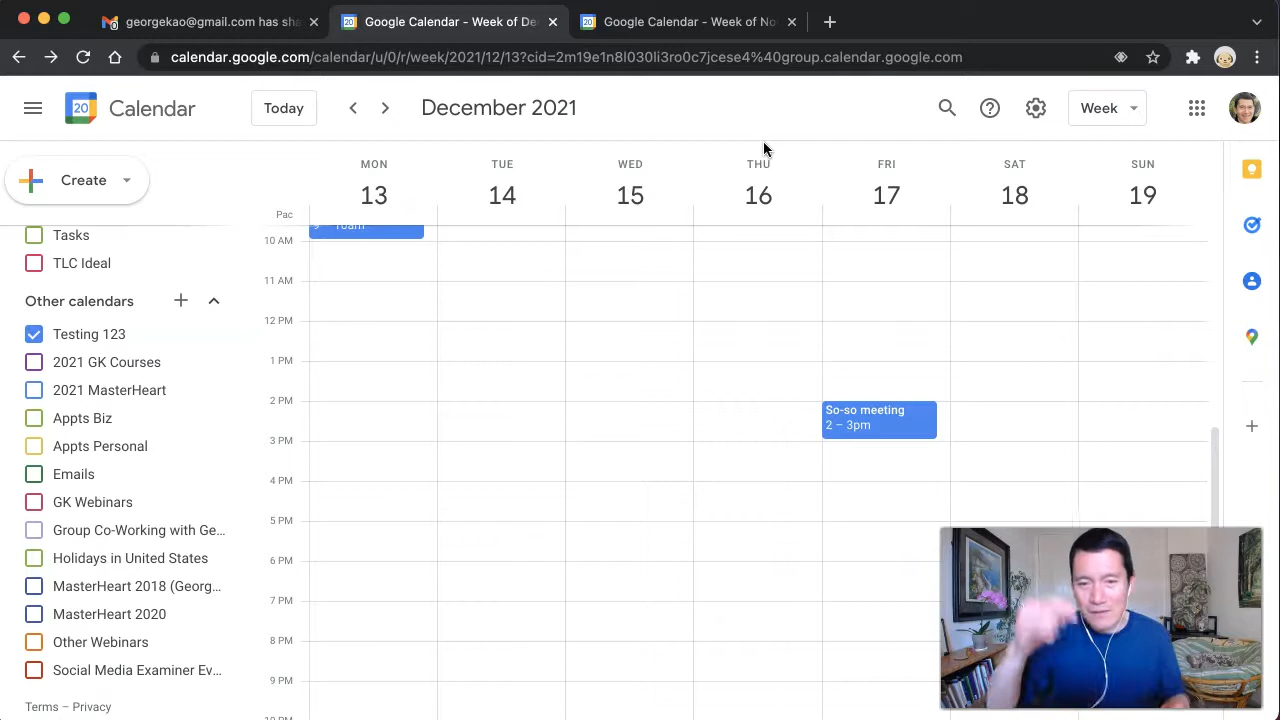 georgekao@gmail.com has sha
Google Calendar - Week of De
Google Calendar - Week of No
calendar.google.com/calendar/u/0/r/week/2021/12/13?cid=2m19e1n8l030li3ro0c7jcese4%40group.calendar.google.com
20
Calendar
Today
December 2021
Week
Create
MON
TUE
WED
THU
FRI
SAT
SUN
13
14
15
16
17
18
19
Pac
10am
10 AM
11 AM
12 PM
1 PM
2 PM
3 PM
4 PM
5 PM
6 PM
7 PM
8 PM
9 PM
So-so meeting
2 – 3pm
Tasks
TLC Ideal
Other calendars
Testing 123
2021 GK Courses
2021 MasterHeart
Appts Biz
Appts Personal
Emails
GK Webinars
Group Co-Working with Ge...
Holidays in United States
MasterHeart 2018 (Georg...
MasterHeart 2020
Other Webinars
Social Media Examiner Ev...
Terms – Privacy